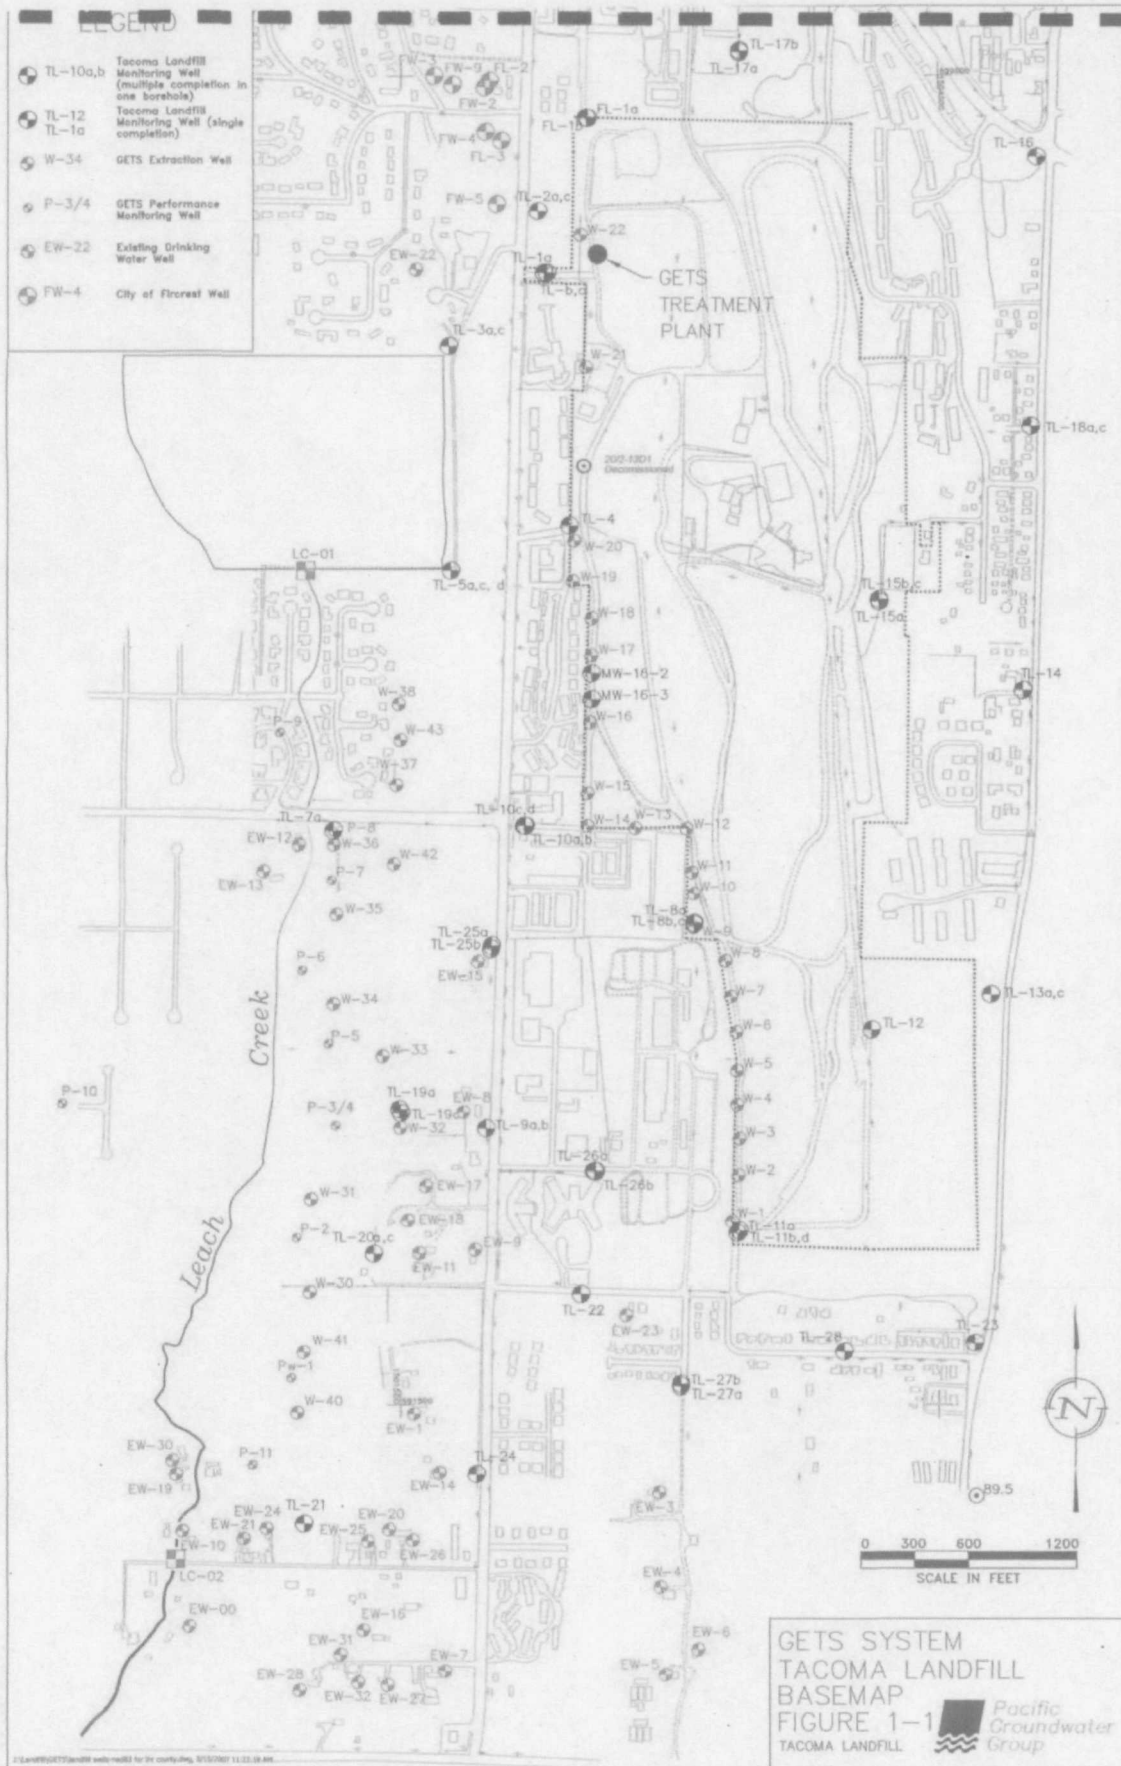 LEGEND
TL-10a,b
Tacoma Landfill
Monitoring Well
(multiple completion in
one borehole)
TL-12
TL-1a
Tacoma Landfill
Monitoring Well (single
completion)
W-34
GETS Extraction Well
P-3/4
GETS Performance
Monitoring Well
EW-22
Existing Drinking
Water Well
FW-4
City of Fircrest Well
TL-17b
TL-17a
FW-3
FW-9
FL-2
FW-2
FL-1a
FL-1b
FW-4
FL-3
TL-16
FW-5
TL-2a,c
W-22
EW-22
TL-1a
GETS
TREATMENT
PLANT
TL-3a,c
W-21
TL-18a,c
Decomissioned
TL-4
W-20
LC-01
TL-5a,c, d
W-19
TL-15b,c
TL-15a
W-18
W-17
MW-16-2
MW-16-3
TL-14
W-38
W-16
P-9
W-43
W-37
W-15
TL-10c,d
TL-7a
P-8
W-14
W-13
W-12
TL-10a,b
EW-12
W-36
W-42
EW-13
P-7
W-11
W-10
W-35
TL-8a
TL-8b,c
W-9
TL-25a
TL-25b
W-8
P-6
EW-15
W-7
TL-13a,c
W-34
TL-12
W-6
Creek
P-5
W-33
W-5
P-10
TL-19a
EW-8
W-4
P-3/4
W-32
TL-9a,b
W-3
TL-26a
TL-26b
W-2
EW-17
W-31
EW-18
W-1
TL-11a
TL-11b,d
P-2
TL-20a,c
EW-9
EW-11
Leach
W-30
TL-22
EW-23
TL-28
TL-23
W-41
TL-27b
TL-27a
W-40
EW-1
N
EW-30
P-11
TL-24
EW-19
EW-14
EW-3
89.5
EW-24
TL-21
EW-20
EW-21
EW-25
EW-10
EW-26
0 300 600 1200
SCALE IN FEET
LC-02
EW-4
EW-00
EW-16
EW-6
EW-31
EW-7
EW-5
EW-28
EW-32
EW-27
GETS SYSTEM
TACOMA LANDFILL
BASEMAP
FIGURE 1-1
TACOMA LANDFILL
Pacific
Groundwater
Group